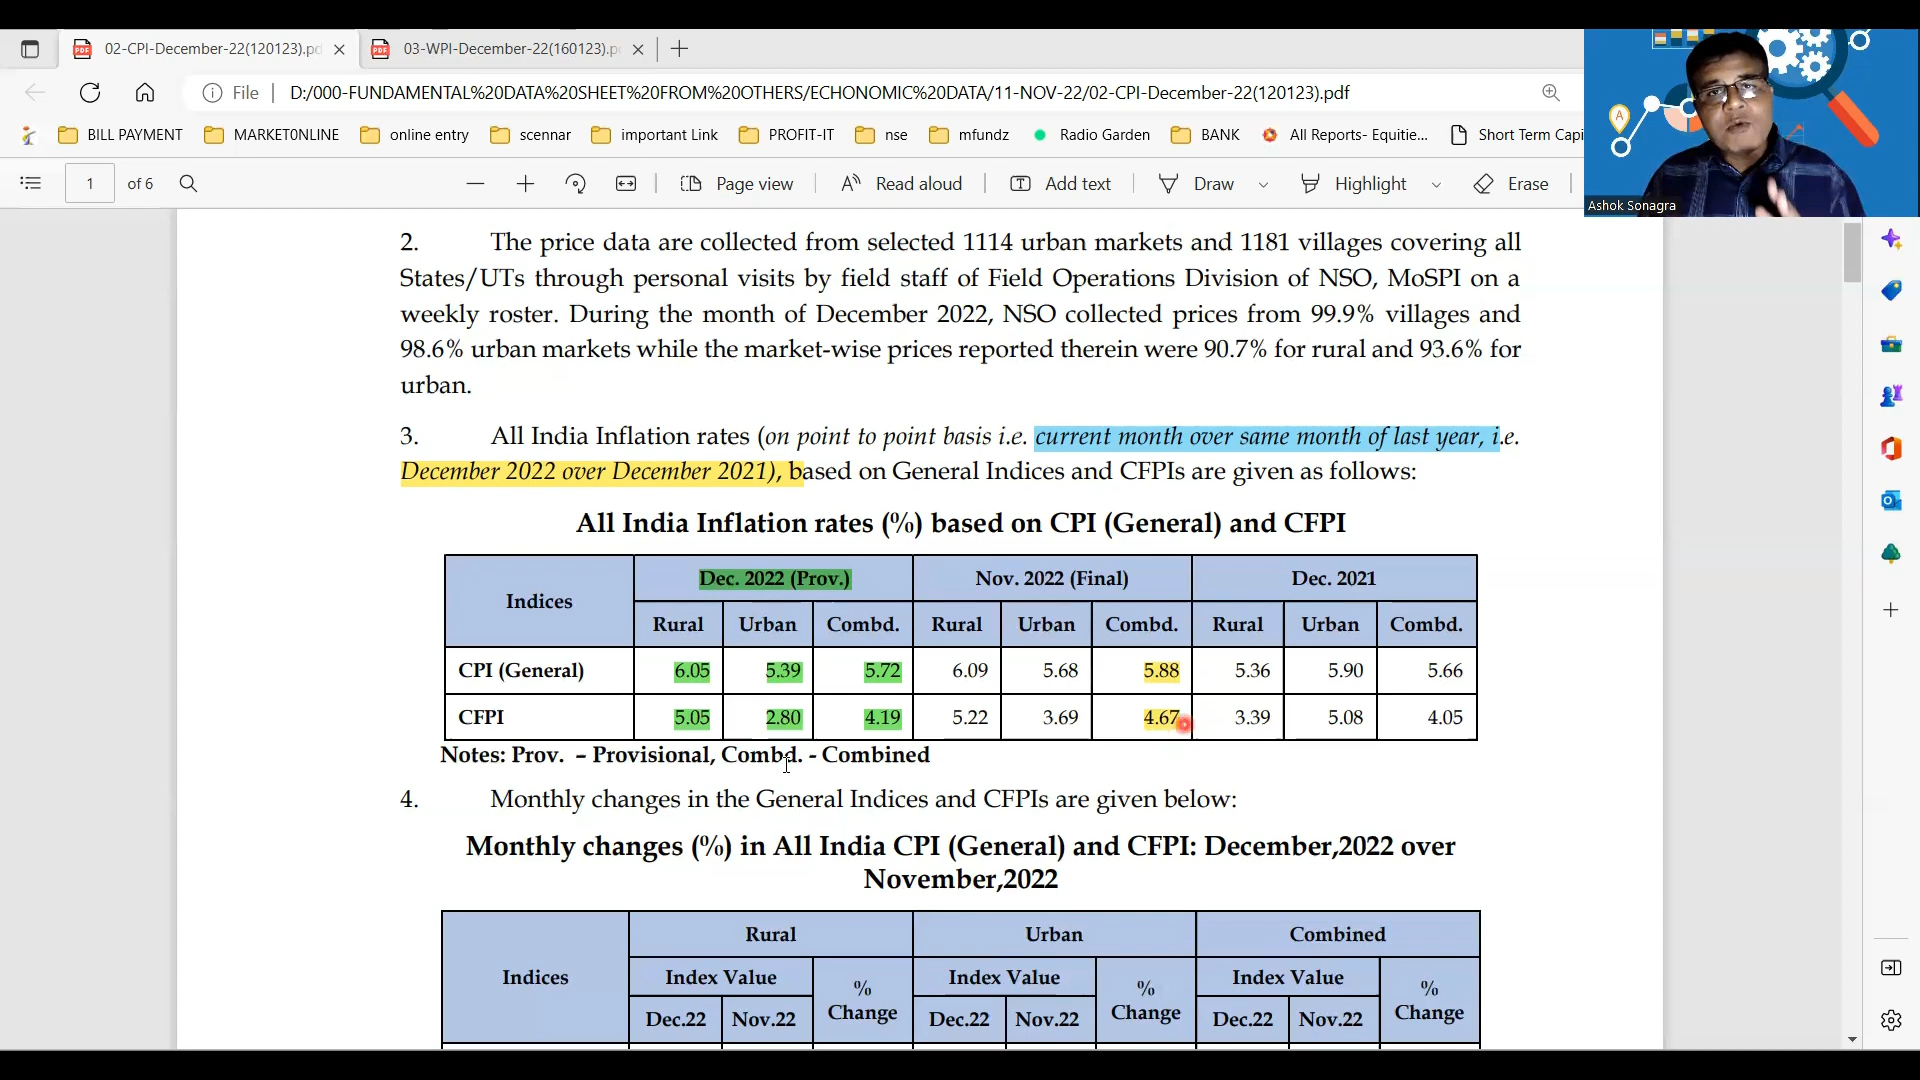 02-CPI-December-22(120123).pd
03-WPI-December-22(160123).p
File
D:/000-FUNDAMENTAL%20DATA%20SHEET%20FROM%20OTHERS/ECHONOMIC%20DATA/11-NOV-22/02-CPI-December-22(120123).pdf
BILL PAYMENT MARKET0NLINE online entry scennar important Link PROFIT-IT nse mfundz Radio Garden BANK All Reports- Equitie... Short Term Capi
1 of 6 Page view Read aloud Add text Draw Highlight Erase
A
Ashok Sonagra
2. The price data are collected from selected 1114 urban markets and 1181 villages covering all
States/UTs through personal visits by field staff of Field Operations Division of NSO, MoSPI on a
weekly roster. During the month of December 2022, NSO collected prices from 99.9% villages and
98.6% urban markets while the market-wise prices reported therein were 90.7% for rural and 93.6% for
urban.
3. All India Inflation rates (on point to point basis i.e. current month over same month of last year, i.e.
December 2022 over December 2021), based on General Indices and CFPIs are given as follows:
All India Inflation rates (%) based on CPI (General) and CFPI
Indices Dec. 2022 (Prov.) Nov. 2022 (Final) Dec. 2021
Rural Urban Combd. Rural Urban Combd. Rural Urban Combd.
CPI (General) 6.05 5.39 5.72 6.09 5.68 5.88 5.36 5.90 5.66
CFPI 5.05 2.80 4.19 5.22 3.69 4.67 3.39 5.08 4.05
Notes: Prov. – Provisional, Combd. - Combined
4. Monthly changes in the General Indices and CFPIs are given below:
Monthly changes (%) in All India CPI (General) and CFPI: December,2022 over
November,2022
Indices Rural Urban Combined
Index Value % Change Index Value % Change Index Value % Change
Dec.22 Nov.22 Dec.22 Nov.22 Dec.22 Nov.22